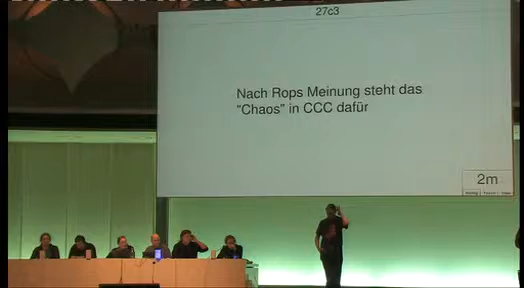 27c3
Nach Rops Meinung steht das
"Chaos" in CCC dafür
2m